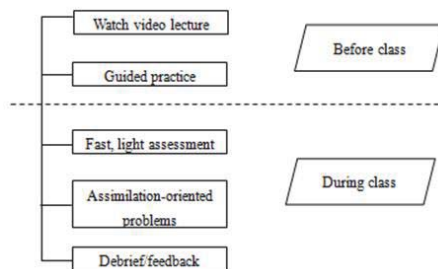 Watch video lecture
Before class
Guided practice
Fast, light assessment
During class
Assimilation-oriented
problems
Debrief/feedback